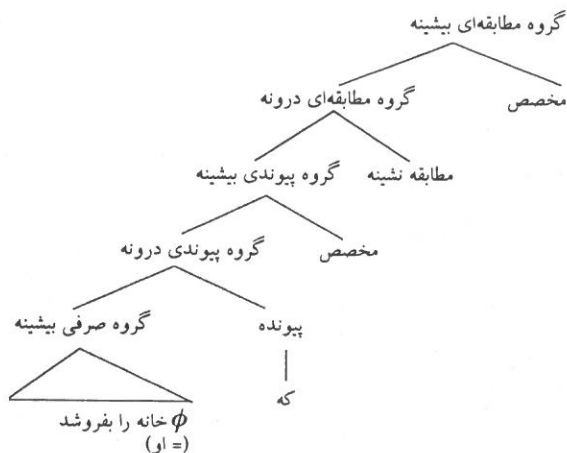 گروه مطابقه‌ای بیشینه
مخصص
گروه مطابقه‌ای درونه
مطابقه نشینه
گروه پیوندی بیشینه
مخصص
گروه پیوندی درونه
پیونده
گروه صرفی بیشینه
که
ϕ خانه را بفروشد
(= او)